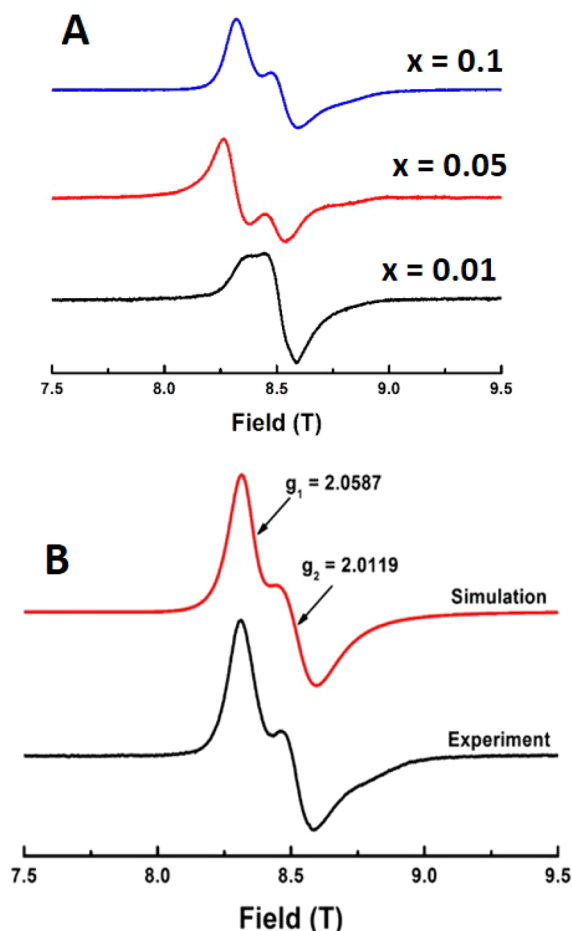 A
x = 0.1
x = 0.05
x = 0.01
7.5 8.0 8.5 9.0 9.5
Field (T)
B
g₁ = 2.0587
g₂ = 2.0119
Simulation
Experiment
7.5 8.0 8.5 9.0 9.5
Field (T)